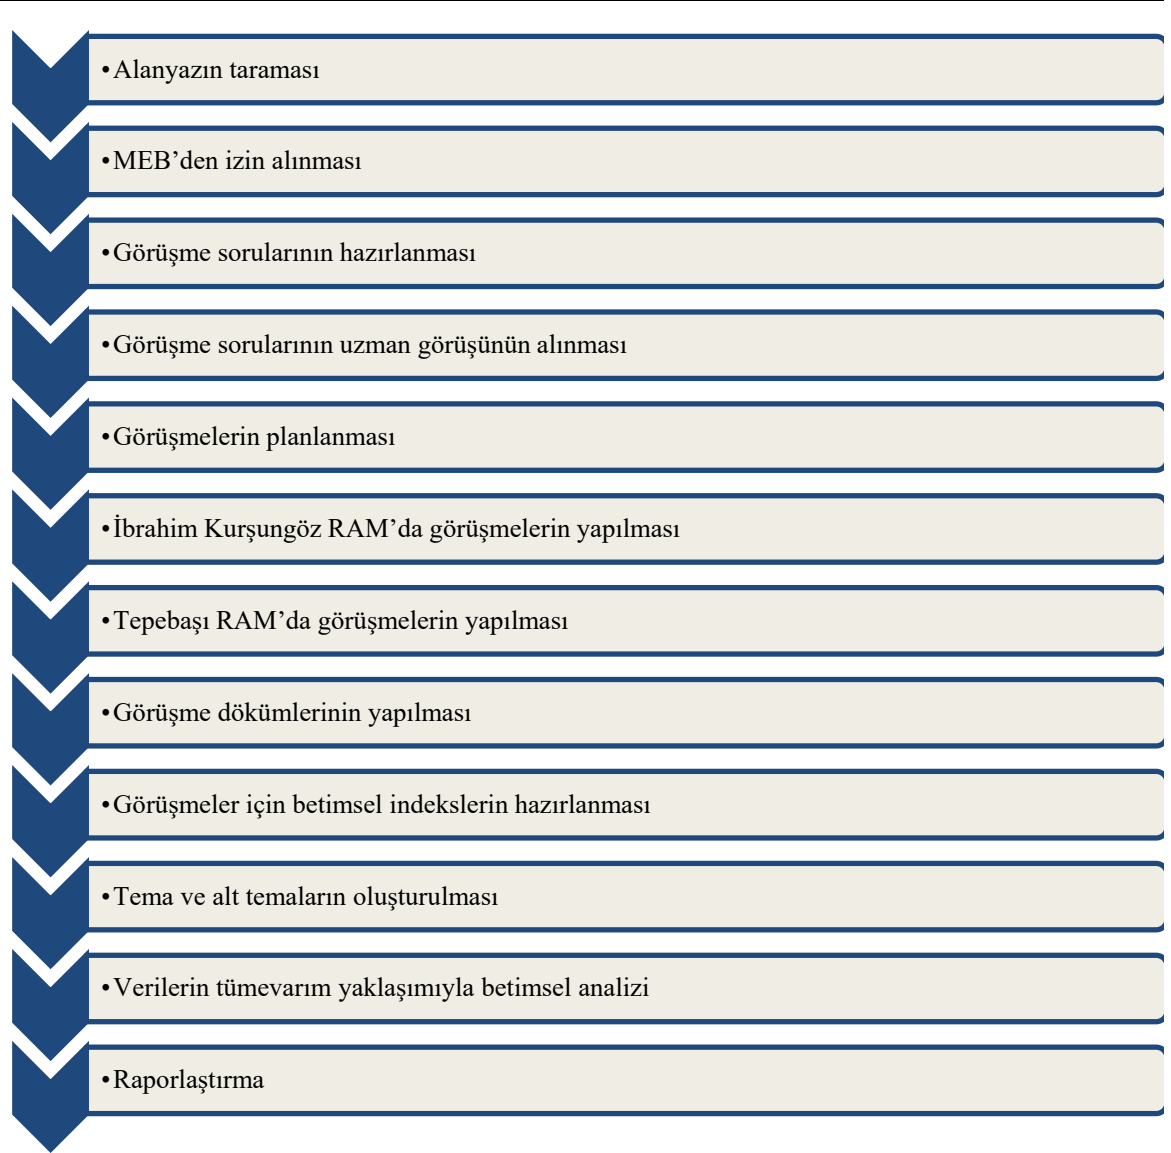 •Alanyazın taraması
•MEB’den izin alınması
•Görüşme sorularının hazırlanması
•Görüşme sorularının uzman görüşünün alınması
•Görüşmelerin planlanması
•İbrahim Kurşungöz RAM’da görüşmelerin yapılması
•Tepebaşı RAM’da görüşmelerin yapılması
•Görüşme dökümlerinin yapılması
•Görüşmeler için betimsel indekslerin hazırlanması
•Tema ve alt temaların oluşturulması
•Verilerin tümevarım yaklaşımıyla betimsel analizi
•Raporlaştırma